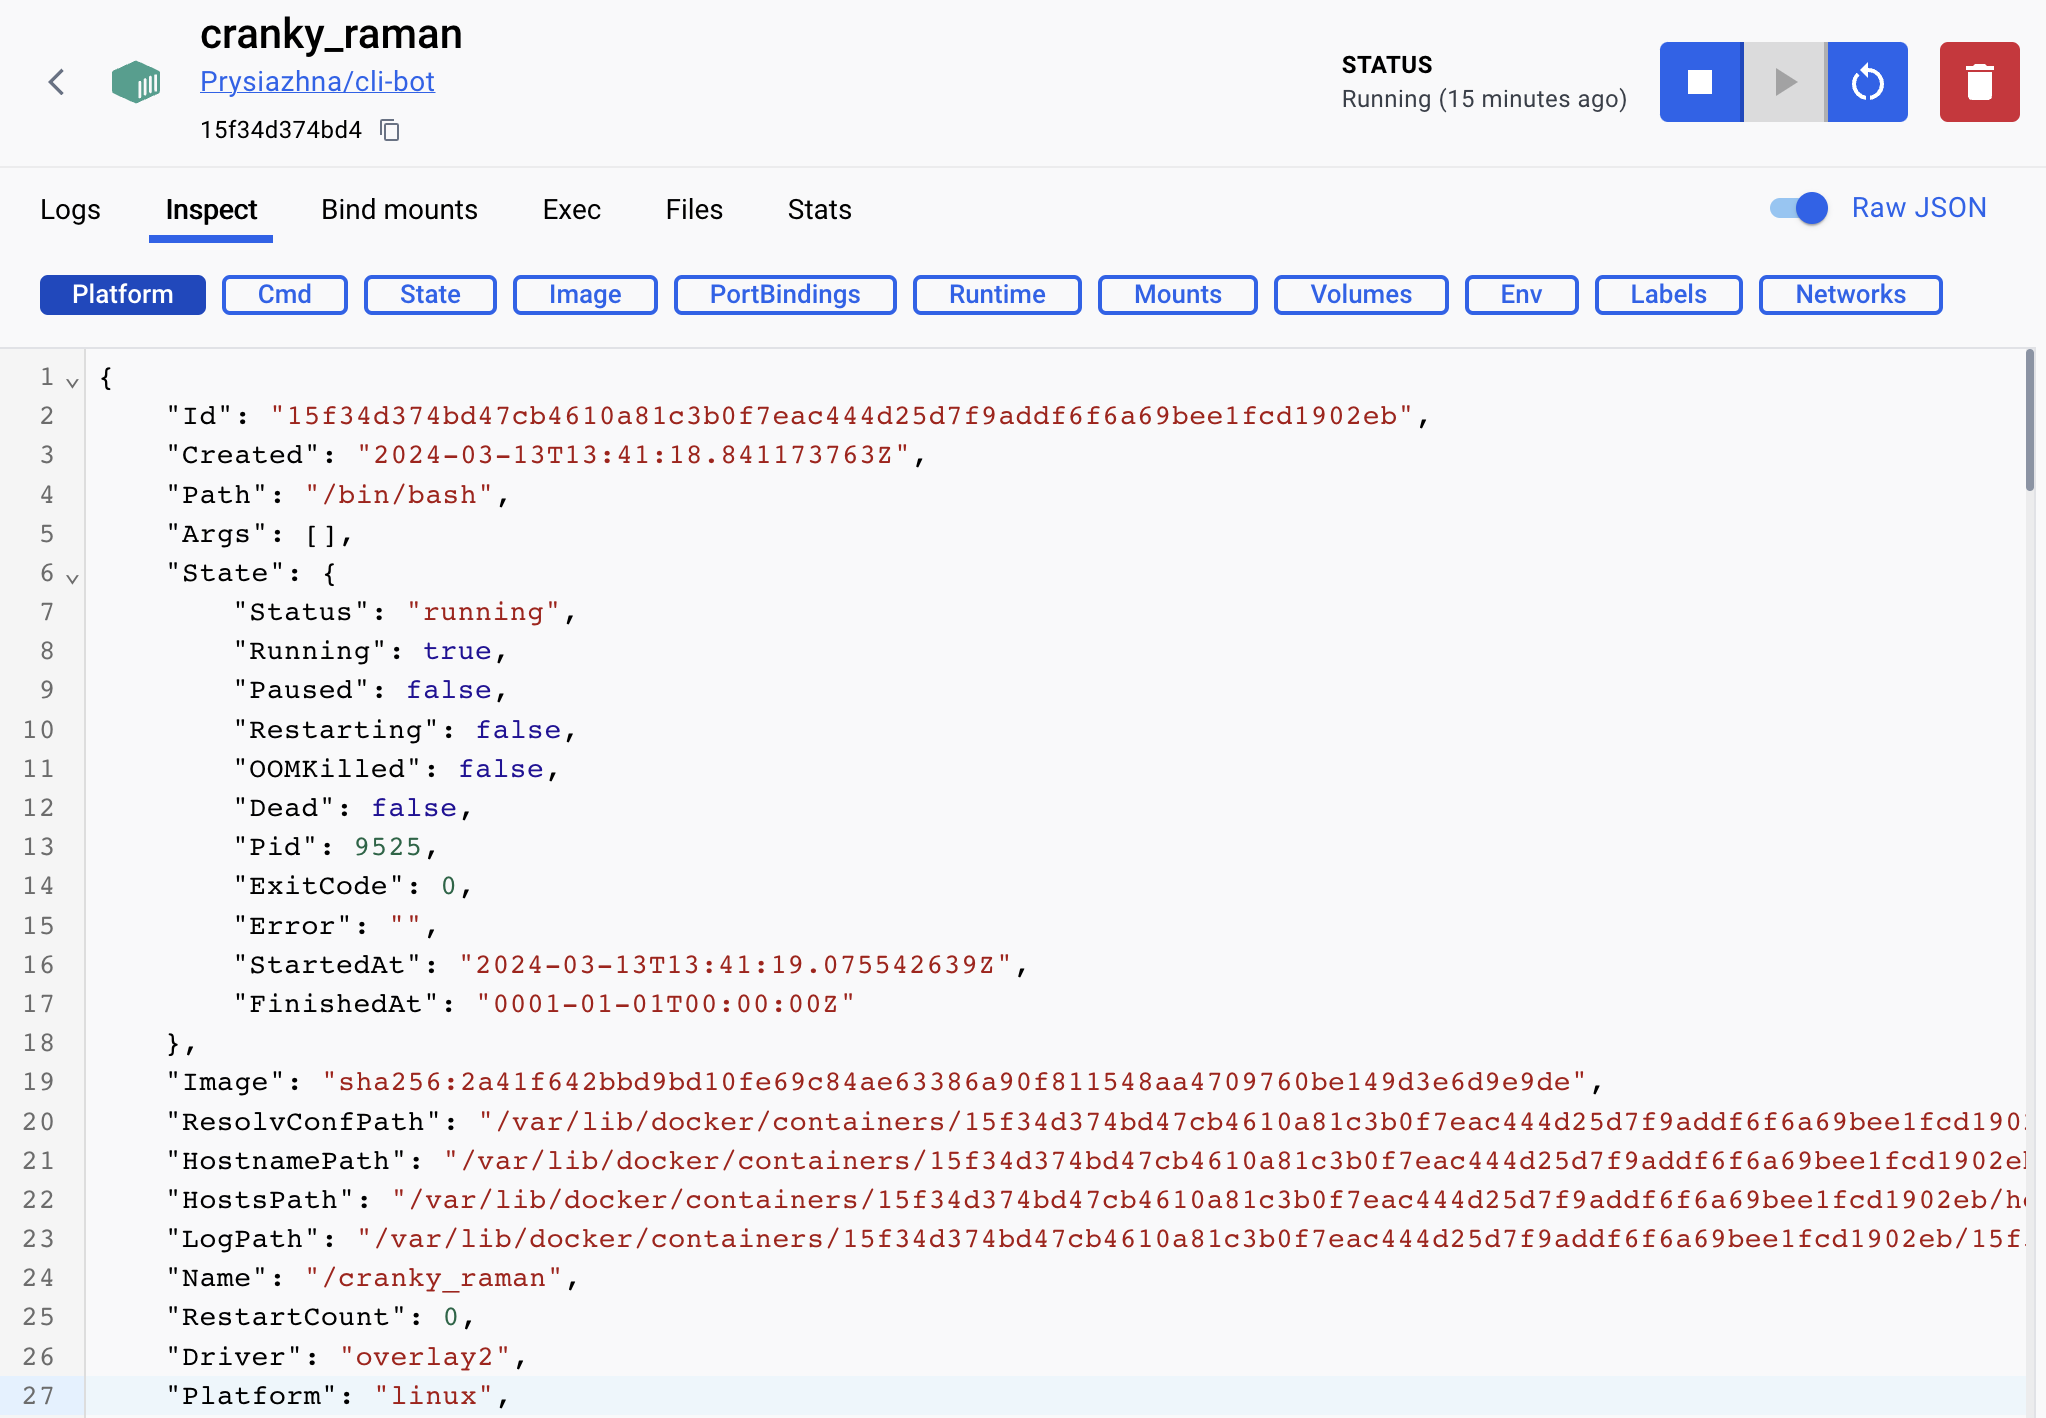 cranky_raman
Prysiazhna/cli-bot
15f34d374bd4
STATUS
Running (15 minutes ago)
Logs Inspect Bind mounts Exec Files Stats Raw JSON
Platform Cmd State Image PortBindings Runtime Mounts Volumes Env Labels Networks
1 {
2 "Id": "15f34d374bd47cb4610a81c3b0f7eac444d25d7f9addf6f6a69bee1fcd1902eb",
3 "Created": "2024-03-13T13:41:18.841173763Z",
4 "Path": "/bin/bash",
5 "Args": [],
6 "State": {
7 "Status": "running",
8 "Running": true,
9 "Paused": false,
10 "Restarting": false,
11 "OOMKilled": false,
12 "Dead": false,
13 "Pid": 9525,
14 "ExitCode": 0,
15 "Error": "",
16 "StartedAt": "2024-03-13T13:41:19.075542639Z",
17 "FinishedAt": "0001-01-01T00:00:00Z"
18 },
19 "Image": "sha256:2a41f642bbd9bd10fe69c84ae63386a90f811548aa4709760be149d3e6d9e9de",
20 "ResolvConfPath": "/var/lib/docker/containers/15f34d374bd47cb4610a81c3b0f7eac444d25d7f9addf6f6a69bee1fcd190
21 "HostnamePath": "/var/lib/docker/containers/15f34d374bd47cb4610a81c3b0f7eac444d25d7f9addf6f6a69bee1fcd1902e
22 "HostsPath": "/var/lib/docker/containers/15f34d374bd47cb4610a81c3b0f7eac444d25d7f9addf6f6a69bee1fcd1902eb/h
23 "LogPath": "/var/lib/docker/containers/15f34d374bd47cb4610a81c3b0f7eac444d25d7f9addf6f6a69bee1fcd1902eb/15f
24 "Name": "/cranky_raman",
25 "RestartCount": 0,
26 "Driver": "overlay2",
27 "Platform": "linux",